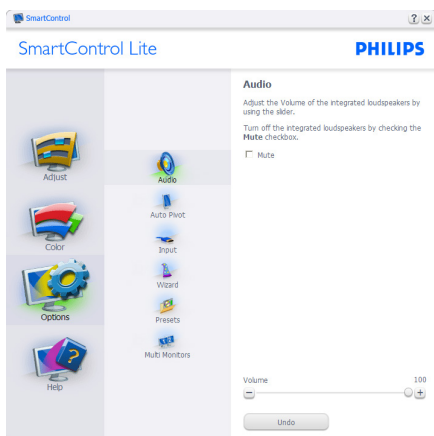 SmartControl
SmartControl Lite
PHILIPS
Adjust
Color
Options
Help
Audio
Auto Pivot
Input
Wizard
Presets
Multi Monitors
Audio
Adjust the Volume of the integrated loudspeakers by
using the slider.
Turn off the integrated loudspeakers by checking the
Mute checkbox.
Mute
Volume 100
Undo